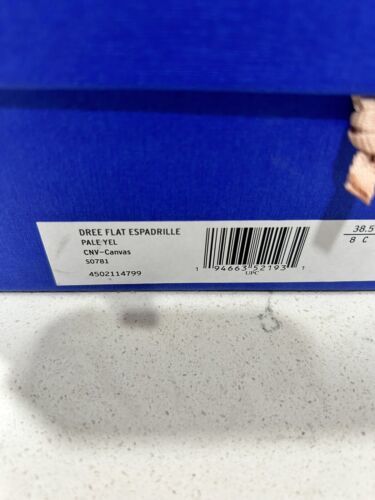 DREE FLAT ESPADRILLE
PALE YEL
CNV-Canvas
S0781
4502114799
1 94663 52193 1
UPC
38.5
8 C